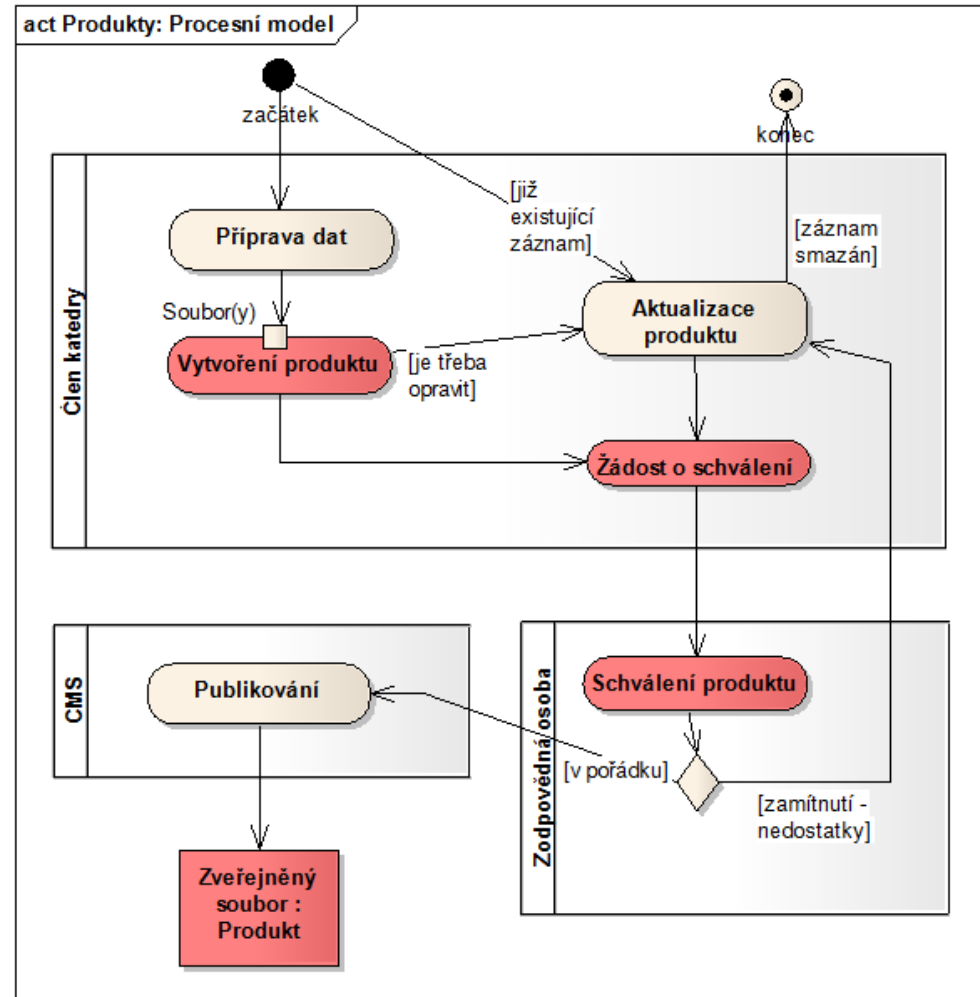 act Produkty: Procesní model
začátek
konec
Člen katedry
[již
existující
záznam]
[záznam
smazán]
Příprava dat
Soubor(y)
Aktualizace
produktu
Vytvoření produktu
[je třeba
opravit]
Žádost o schválení
CMS
Publikování
Zodpovědná osoba
Schválení produktu
[v pořádku]
[zamítnutí -
nedostatky]
Zveřejněný
soubor :
Produkt